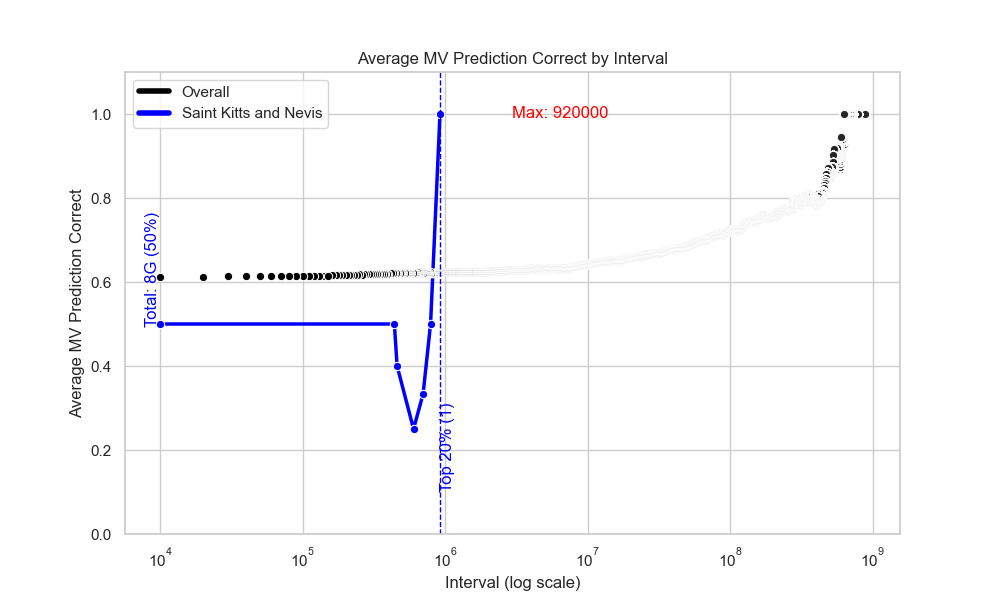 Average MV Prediction Correct by Interval
Overall
Saint Kitts and Nevis
Max: 920000
Total: 8G (50%)
Top 20% (1)
Average MV Prediction Correct
1.0
0.8
0.6
0.4
0.2
0.0
10^4
10^5
10^6
10^7
10^8
10^9
Interval (log scale)